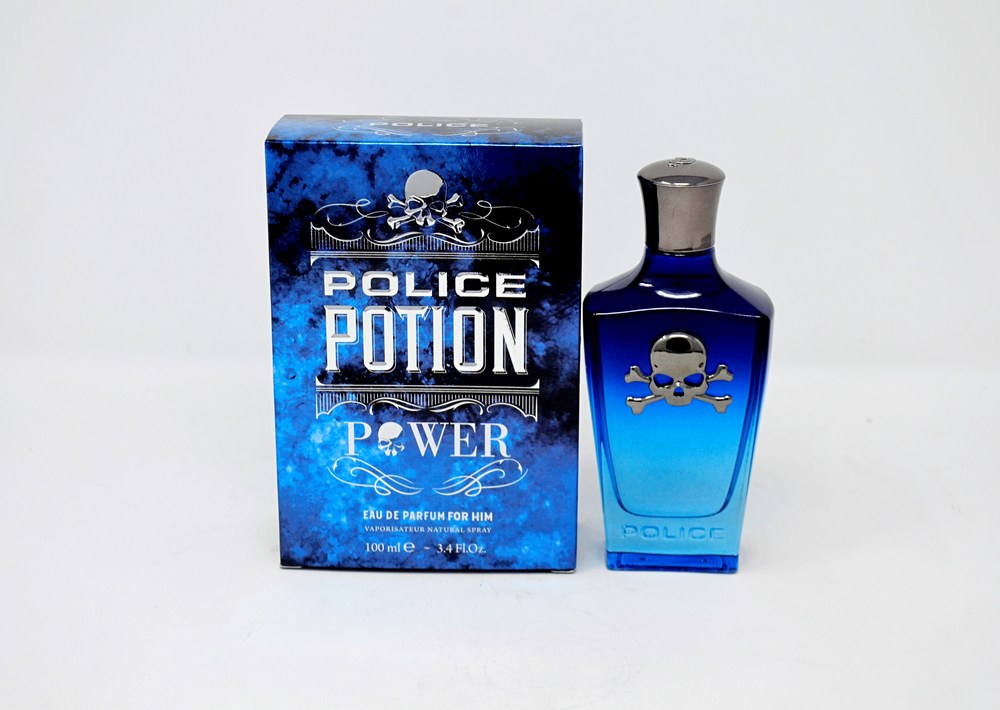 POLICE
POLICE
POTION
POWER
EAU DE PARFUM FOR HIM
VAPORISATEUR NATURAL SPRAY
100 ml ℮ - 3.4 Fl.Oz.
POLICE